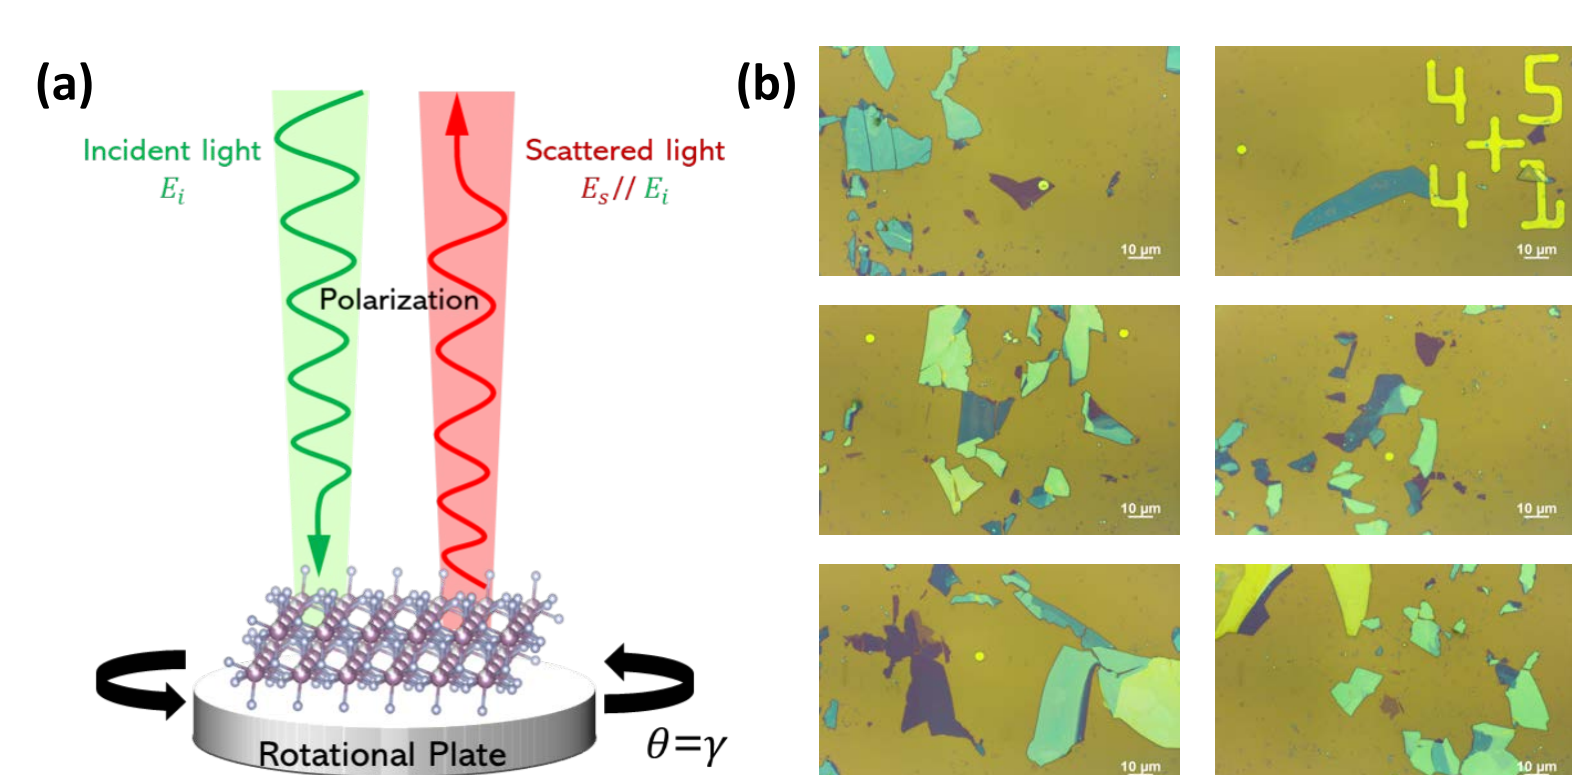 (a)
Incident light
E_i
Scattered light
E_s// E_i
Polarization
Rotational Plate
θ=γ
(b)
10 µm
4 5
4 1
10 µm
10 µm
10 µm
10 µm
10 µm